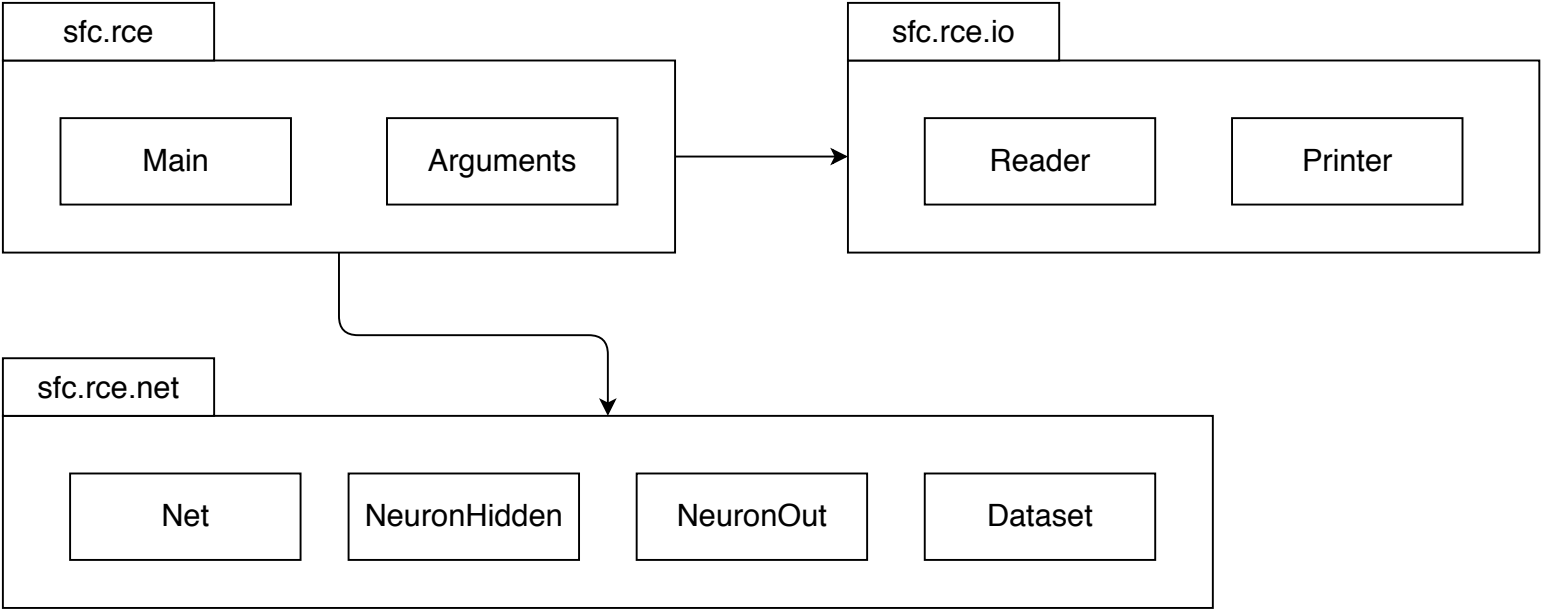 sfc.rce
sfc.rce.io
Main
Arguments
Reader
Printer
sfc.rce.net
Net
NeuronHidden
NeuronOut
Dataset